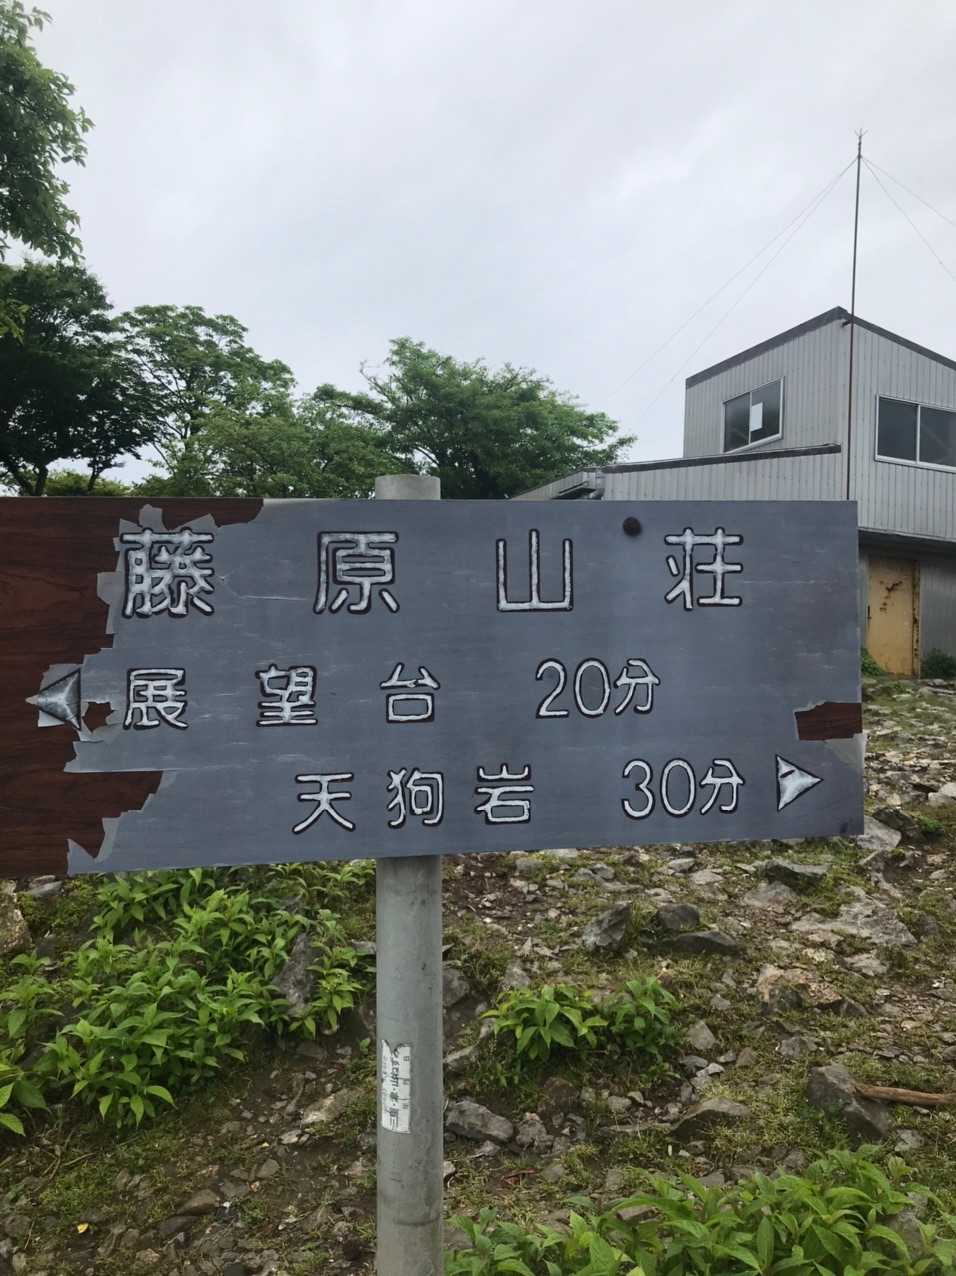 藤原山荘
展望台 20分
天狗岩 30分